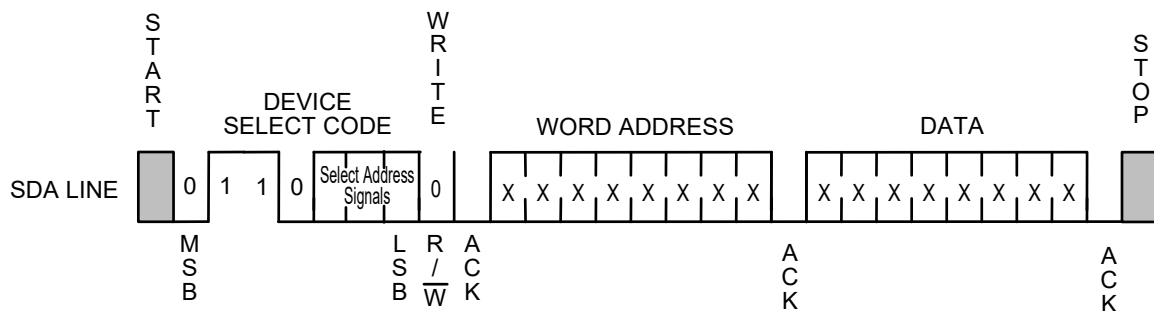 START
WRITE
STOP
DEVICE
SELECT CODE
WORD ADDRESS
DATA
SDA LINE
0 1 1 0 Select Address 0 X X X X X X X X X X X X X X X X
Signals
MSB
LSB
R/W
ACK
ACK
ACK